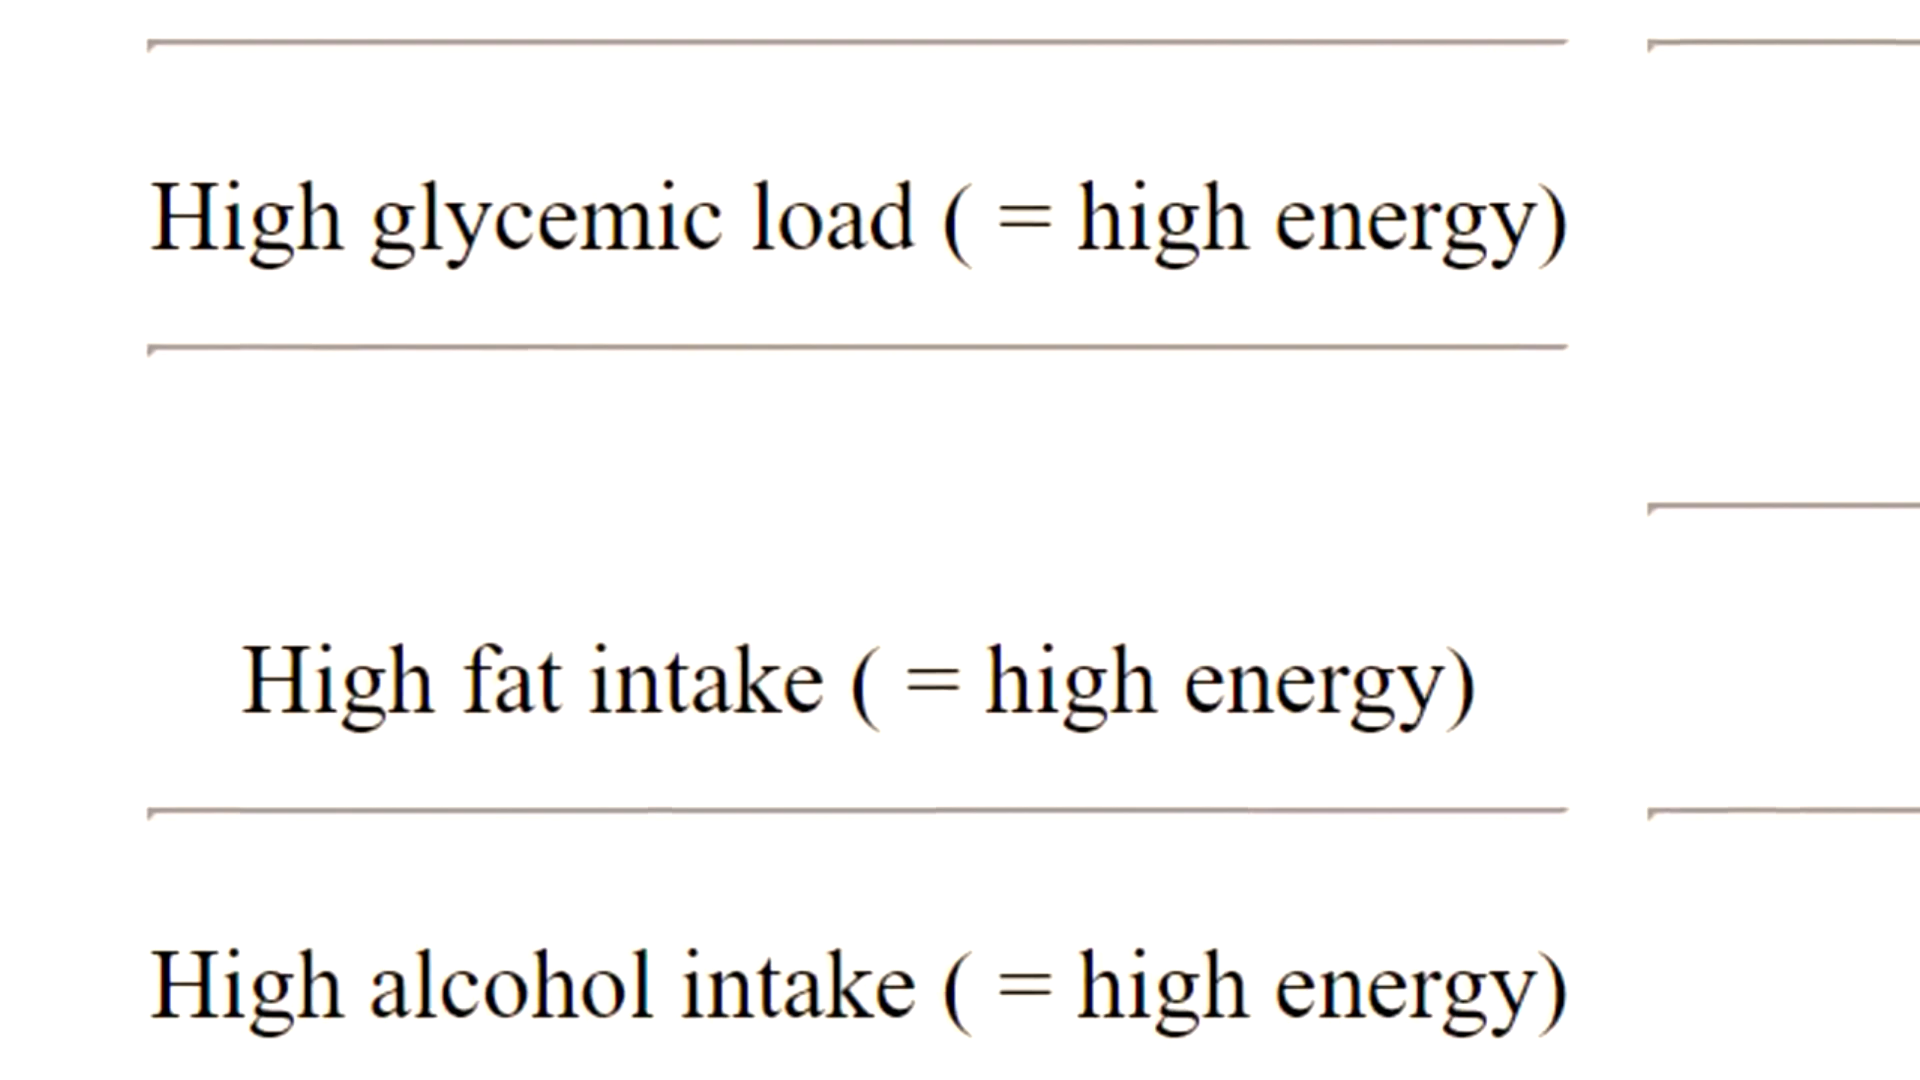 High glycemic load ( = high energy)
High fat intake ( = high energy)
High alcohol intake ( = high energy)